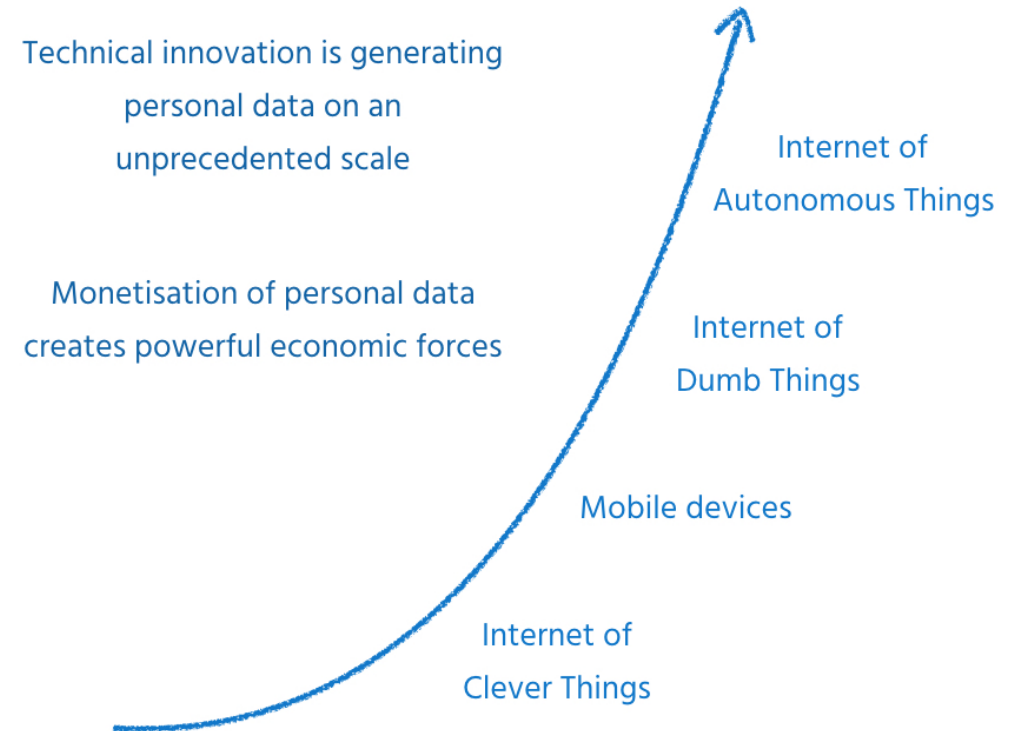 Technical innovation is generating
personal data on an
unprecedented scale
Monetisation of personal data
creates powerful economic forces
Internet of
Autonomous Things
Internet of
Dumb Things
Mobile devices
Internet of
Clever Things